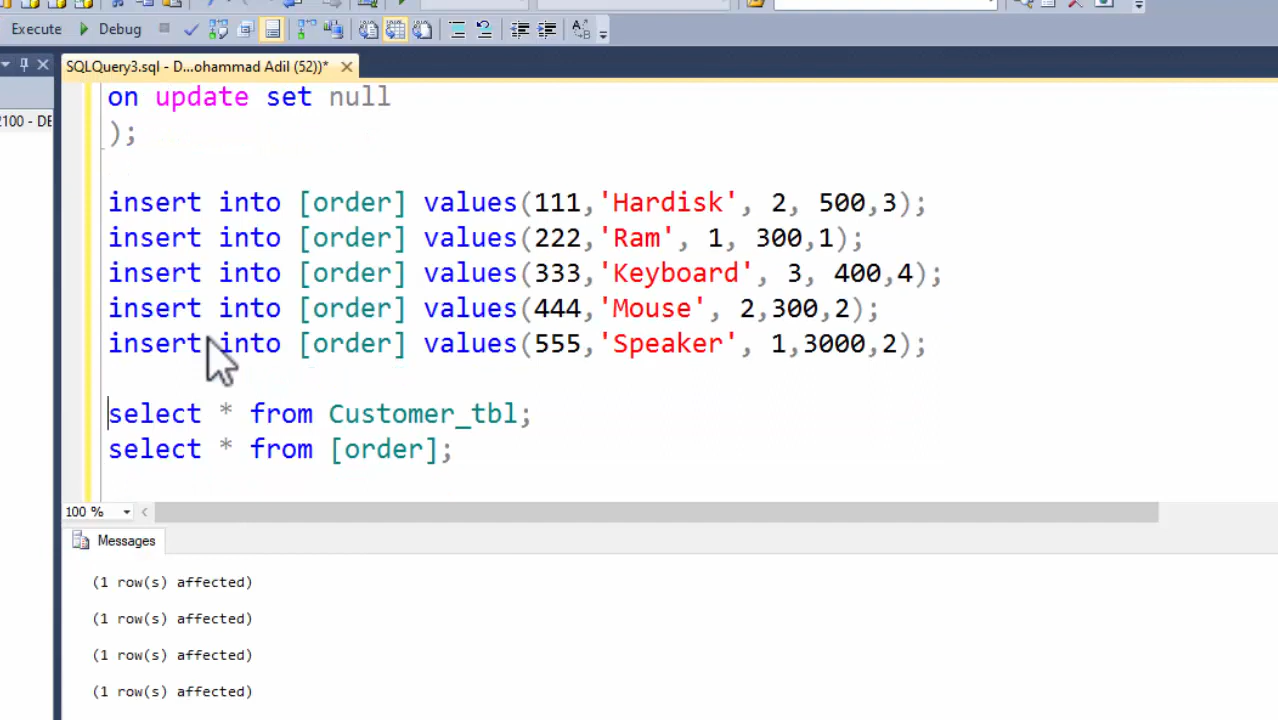 Execute Debug
SQLQuery3.sql - D...ohammad Adil (52))*
2100 - DE
on update set null
);
insert into [order] values(111,'Hardisk', 2, 500,3);
insert into [order] values(222,'Ram', 1, 300,1);
insert into [order] values(333,'Keyboard', 3, 400,4);
insert into [order] values(444,'Mouse', 2,300,2);
insert into [order] values(555,'Speaker', 1,3000,2);
select * from Customer_tbl;
select * from [order];
100 %
Messages
(1 row(s) affected)
(1 row(s) affected)
(1 row(s) affected)
(1 row(s) affected)